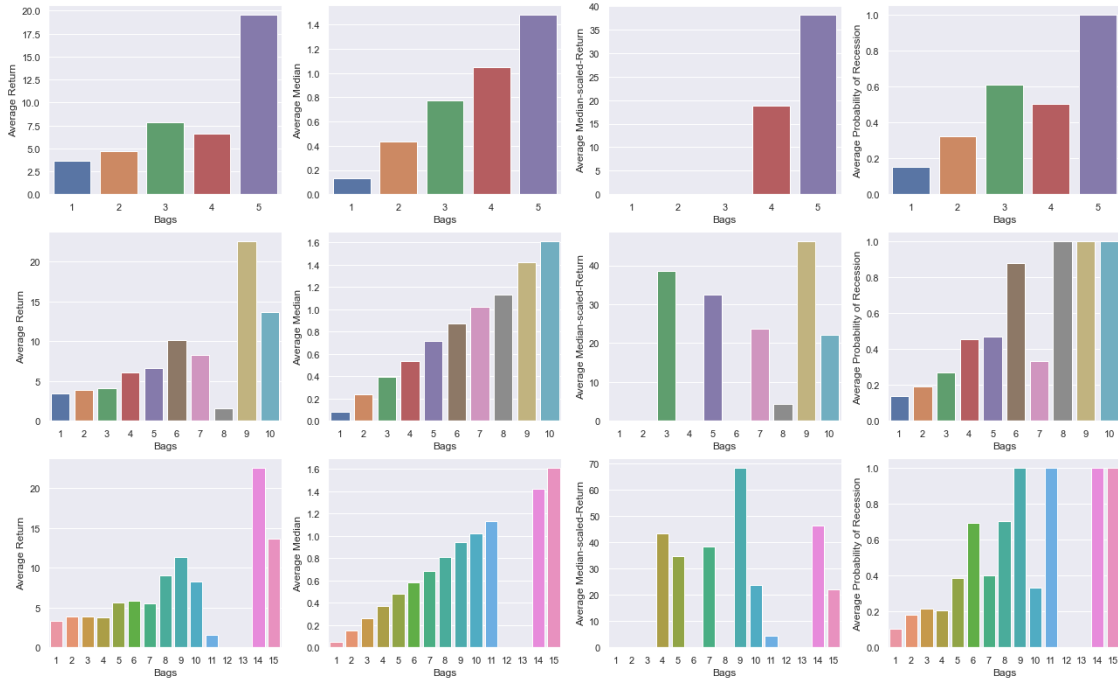 Average Return
20.0
17.5
15.0
12.5
10.0
7.5
5.0
2.5
0.0
1 2 3 4 5
Bags
Average Median
1.4
1.2
1.0
0.8
0.6
0.4
0.2
0.0
1 2 3 4 5
Bags
Average Median-scaled-Return
40
35
30
25
20
15
10
5
0
1 2 3 4 5
Bags
Average Probability of Recession
1.0
0.8
0.6
0.4
0.2
0.0
1 2 3 4 5
Bags
Average Return
20
15
10
5
0
1 2 3 4 5 6 7 8 9 10
Bags
Average Median
1.6
1.4
1.2
1.0
0.8
0.6
0.4
0.2
0.0
1 2 3 4 5 6 7 8 9 10
Bags
Average Median-scaled-Return
40
30
20
10
0
1 2 3 4 5 6 7 8 9 10
Bags
Average Probability of Recession
1.0
0.8
0.6
0.4
0.2
0.0
1 2 3 4 5 6 7 8 9 10
Bags
Average Return
20
15
10
5
0
1 2 3 4 5 6 7 8 9 10 11 12 13 14 15
Bags
Average Median
1.6
1.4
1.2
1.0
0.8
0.6
0.4
0.2
0.0
1 2 3 4 5 6 7 8 9 10 11 12 13 14 15
Bags
Average Median-scaled-Return
70
60
50
40
30
20
10
0
1 2 3 4 5 6 7 8 9 10 11 12 13 14 15
Bags
Average Probability of Recession
1.0
0.8
0.6
0.4
0.2
0.0
1 2 3 4 5 6 7 8 9 10 11 12 13 14 15
Bags